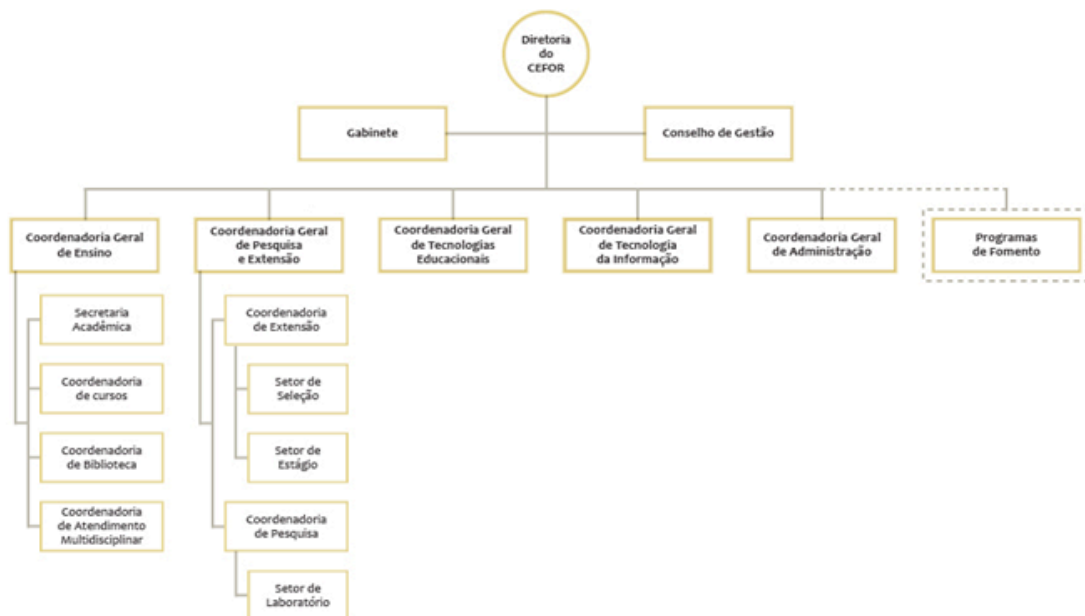 Diretoria
do
CEFOR
Gabinete
Conselho de Gestão
Coordenadoria Geral
de Ensino
Coordenadoria Geral
de Pesquisa
e Extensão
Coordenadoria Geral
de Tecnologias
Educacionais
Coordenadoria Geral
de Tecnologia
da Informação
Coordenadoria Geral
de Administração
Programas
de Fomento
Secretaria
Acadêmica
Coordenadoria
de cursos
Coordenadoria
de Biblioteca
Coordenadoria
de Atendimento
Multidisciplinar
Coordenadoria
de Extensão
Setor de
Seleção
Setor de
Estágio
Coordenadoria
de Pesquisa
Setor de
Laboratório